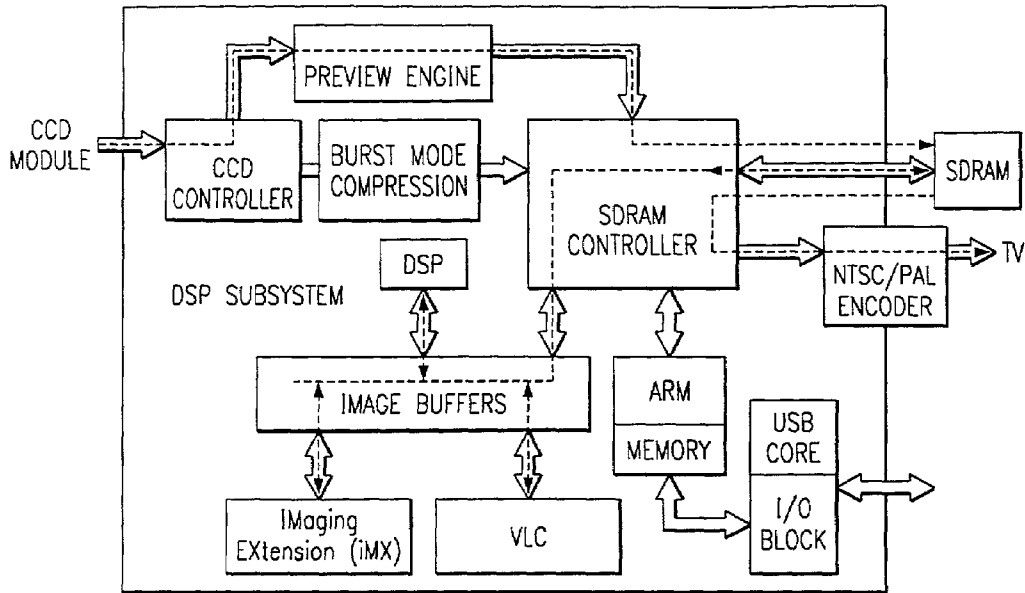 PREVIEW ENGINE
CCD
MODULE
CCD
CONTROLLER
BURST MODE
COMPRESSION
SDRAM
CONTROLLER
SDRAM
DSP
DSP SUBSYSTEM
NTSC/PAL
ENCODER
TV
IMAGE BUFFERS
ARM
MEMORY
USB
CORE
I/O
BLOCK
IMaging
EXtension (iMX)
VLC